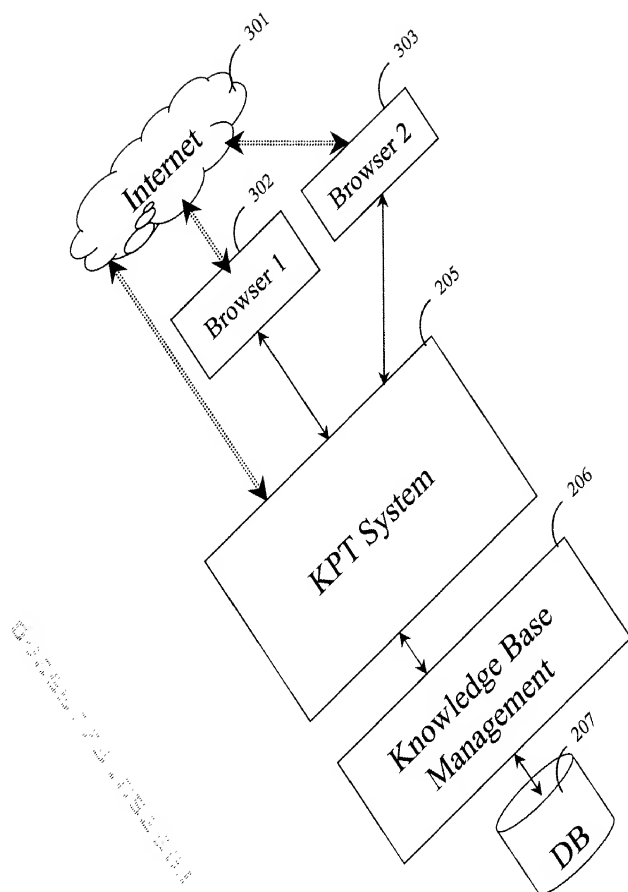 301
Internet
303
Browser 2
302
Browser 1
205
KPT System
206
Knowledge Base
Management
207
DB